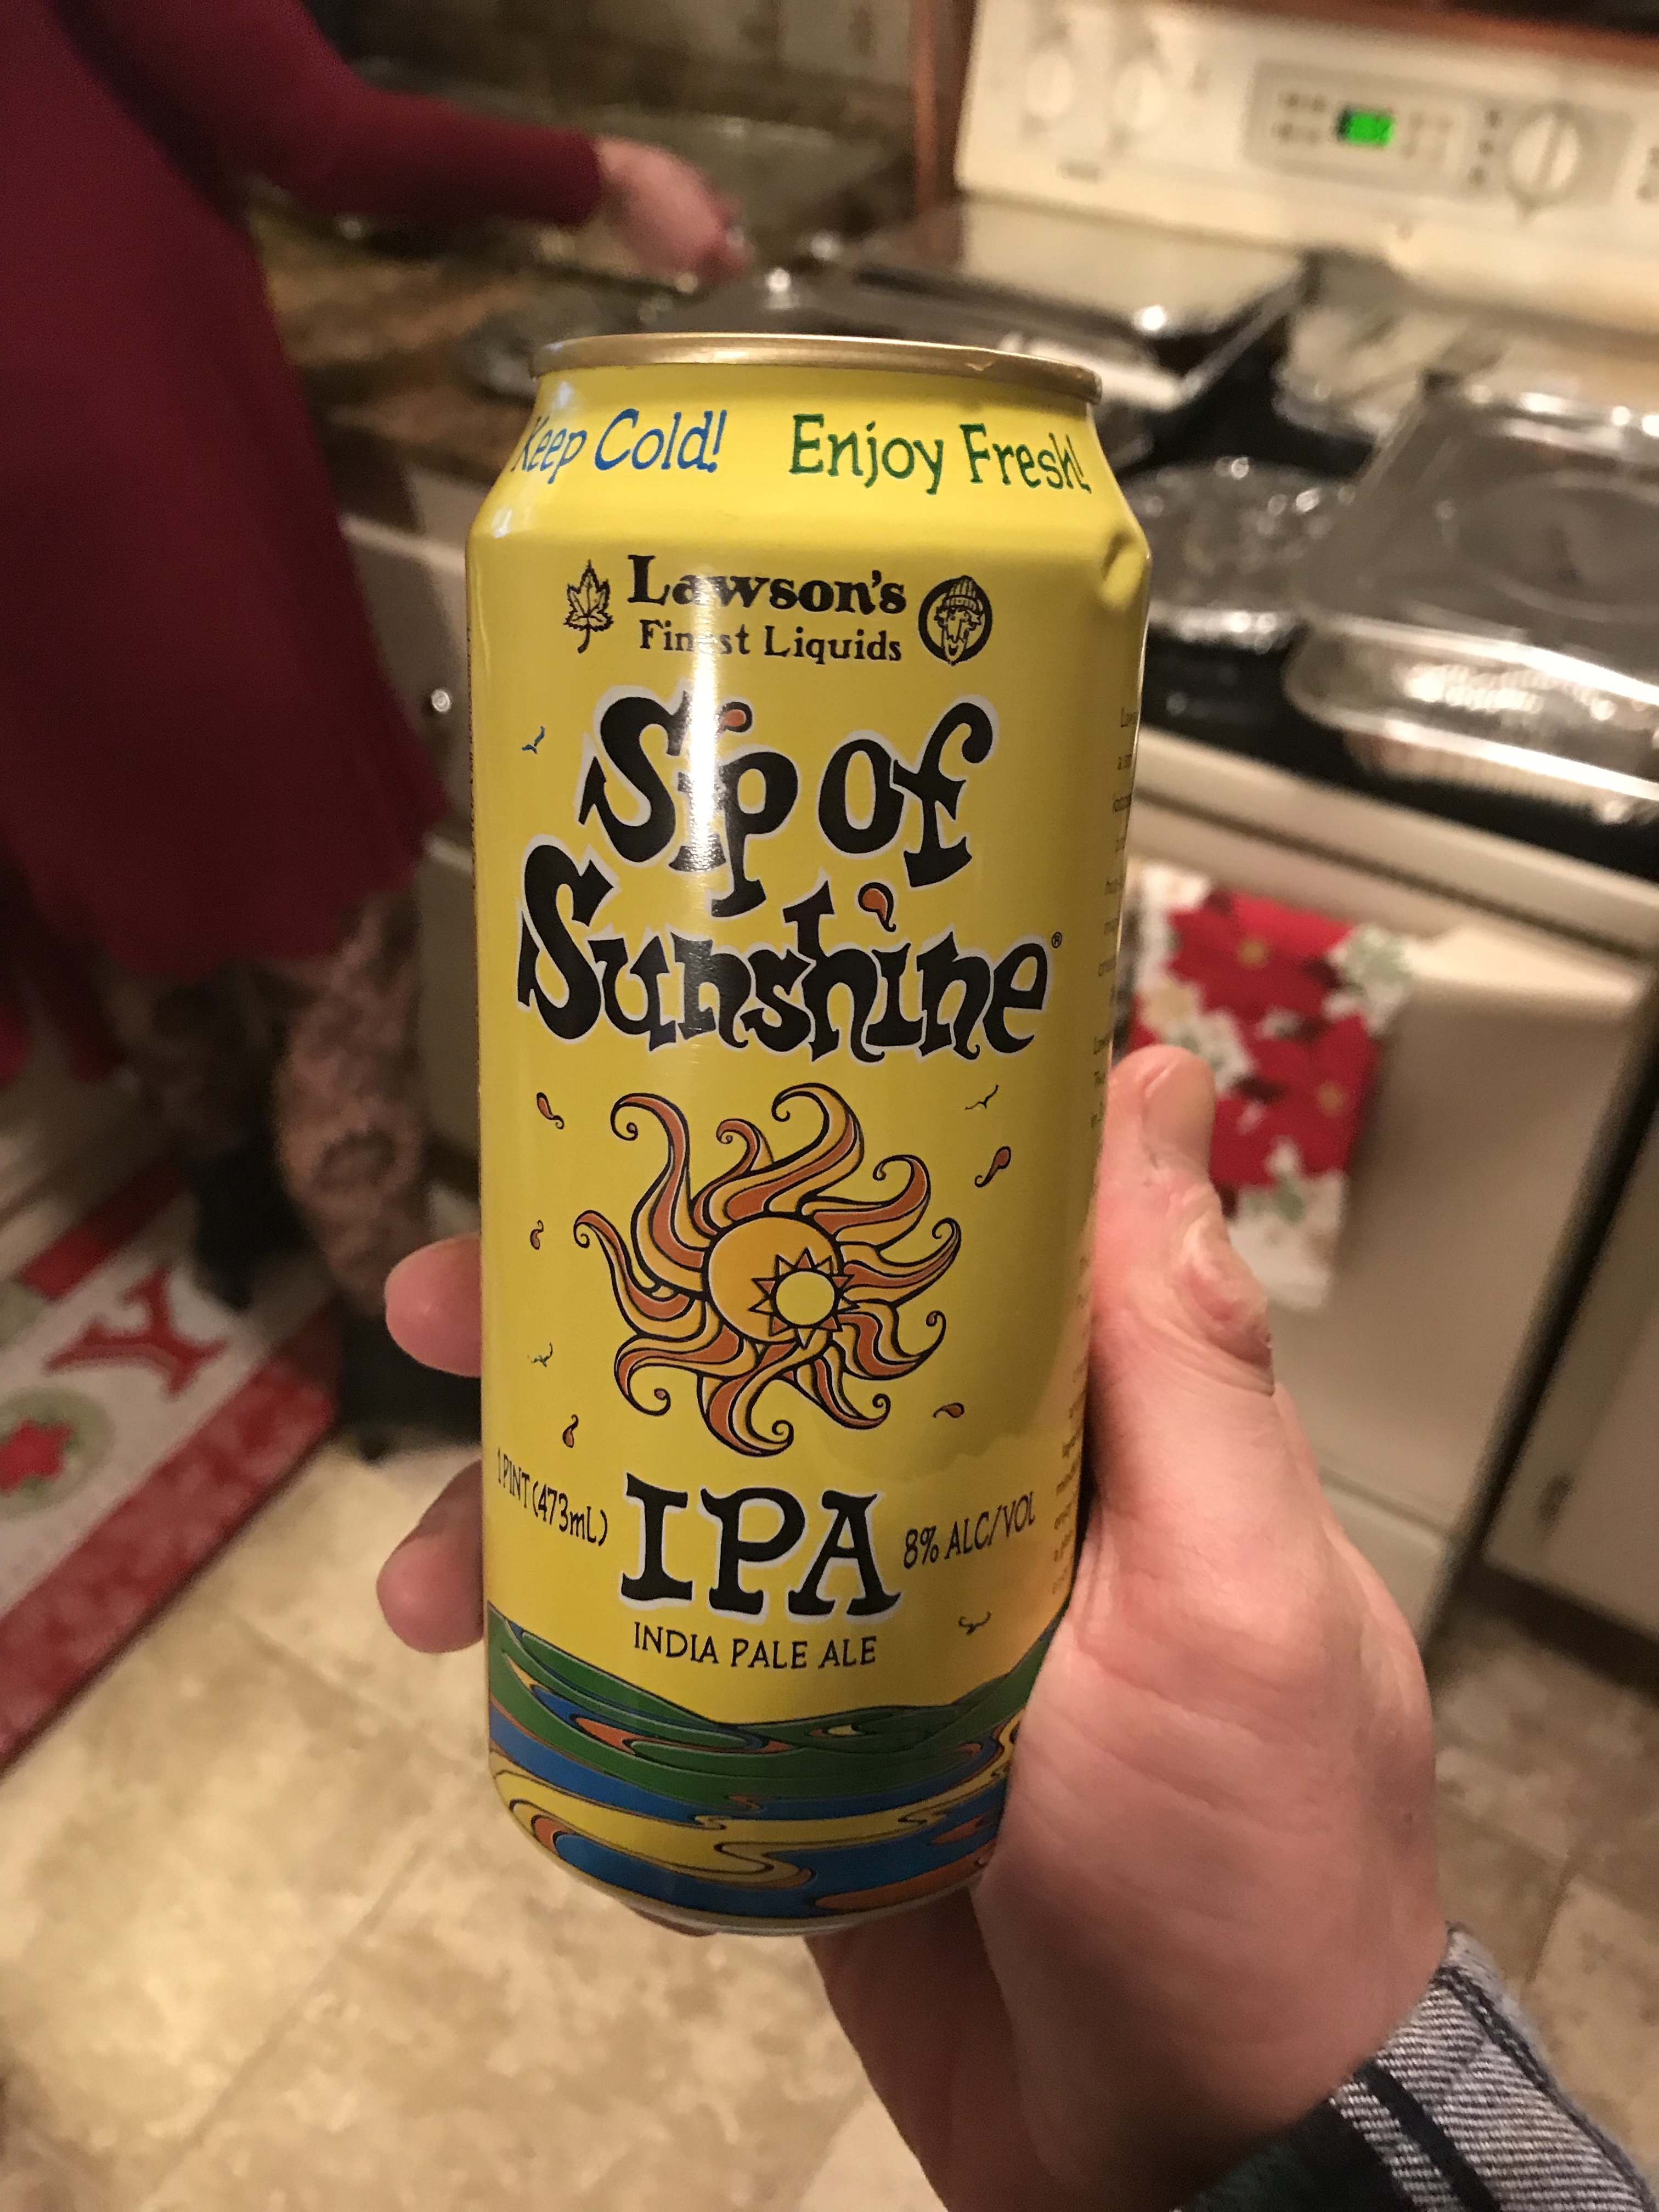 Keep Cold! Enjoy Fresh!
Lawson's
Finest Liquids
Sip of
Sunshine®
1 PINT (473mL)
IPA
8% ALC/VOL
INDIA PALE ALE